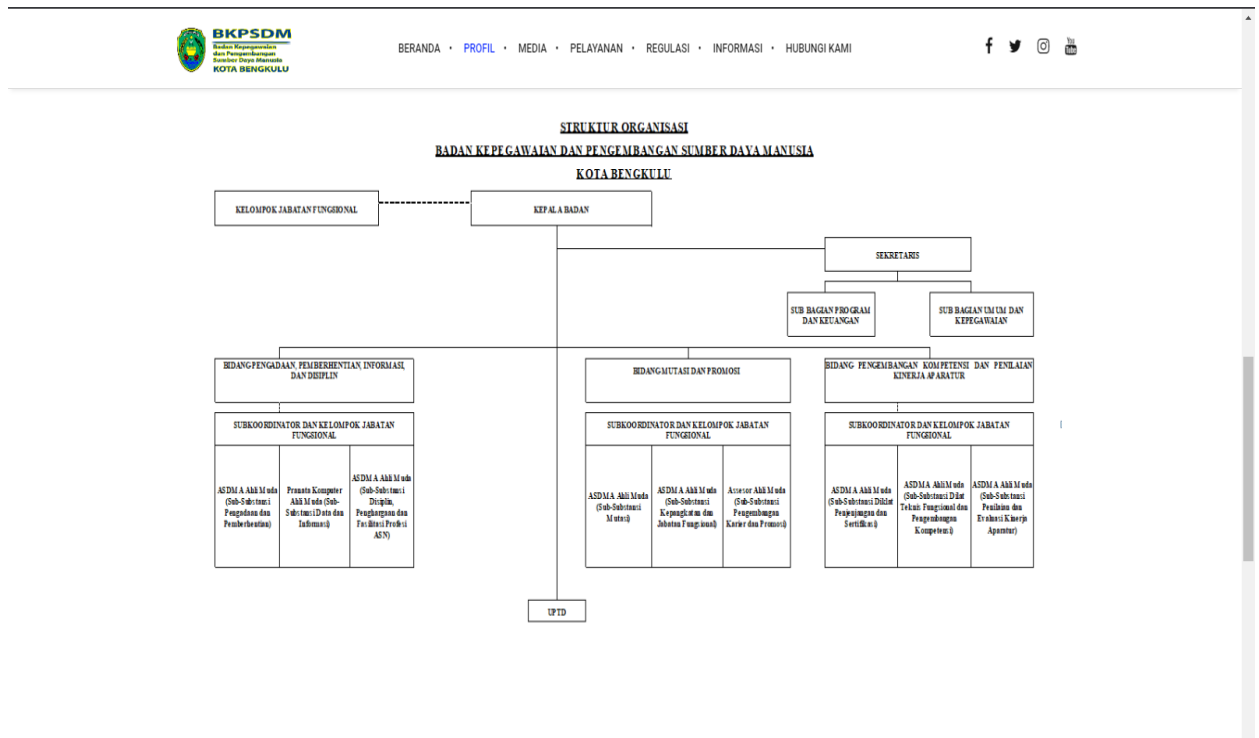 BKPSDM
Badan Kepegawaian
dan Pengembangan
Sumber Daya Manusia
KOTA BENGKULU
BERANDA · PROFIL · MEDIA · PELAYANAN · REGULASI · INFORMASI · HUBUNGI KAMI
You
Tube
STRUKTUR ORGANISASI
BADAN KEPEGAWAIAN DAN PENGEMBANGAN SUMBER DAYA MANUSIA
KOTA BENGKULU
KELOMPOK JABATAN FUNGSIONAL
KEPALA BADAN
SEKRETARIS
SUB BAGIAN PROGRAM
DAN KEUANGAN
SUB BAGIAN UMUM DAN
KEPEGAWAIAN
BIDANG PENGADAAN, PEMBERHENTIAN, INFORMASI,
DAN DISIPLIN
BIDANG MUTASI DAN PROMOSI
BIDANG PENGEMBANGAN KOMPETENSI DAN PENILAIAN
KINERJA APARATUR
SUBKOORDINATOR DAN KELOMPOK JABATAN
FUNGSIONAL
SUBKOORDINATOR DAN KELOMPOK JABATAN
FUNGSIONAL
SUBKOORDINATOR DAN KELOMPOK JABATAN
FUNGSIONAL
ASDMA Ahli Muda
(Sub-Substansi
Pengadaan dan
Pemberhentian)
Pranata Komputer
Ahli Muda (Sub-
Substansi Data dan
Informasi)
ASDMA Ahli Muda
(Sub-Substansi
Disiplin,
Penghargaan dan
Fasilitasi Profesi
ASN)
ASDMA Ahli Muda
(Sub-Substansi
Mutasi)
ASDMA Ahli Muda
(Sub-Substansi
Kepangkatan dan
Jabatan Fungsional)
Assesor Ahli Muda
(Sub-Substansi
Pengembangan
Karier dan Promosi)
ASDMA Ahli Muda
(Sub-Substansi Diklat
Penjenjangan dan
Sertifikasi)
ASDMA Ahli Muda
(Sub-Substansi Dilat
Teknis Fungsional dan
Pengembangan
Kompetensi)
ASDMA Ahli Muda
(Sub-Substansi
Penilaian dan
Evaluasi Kinerja
Aparatur)
UPTD